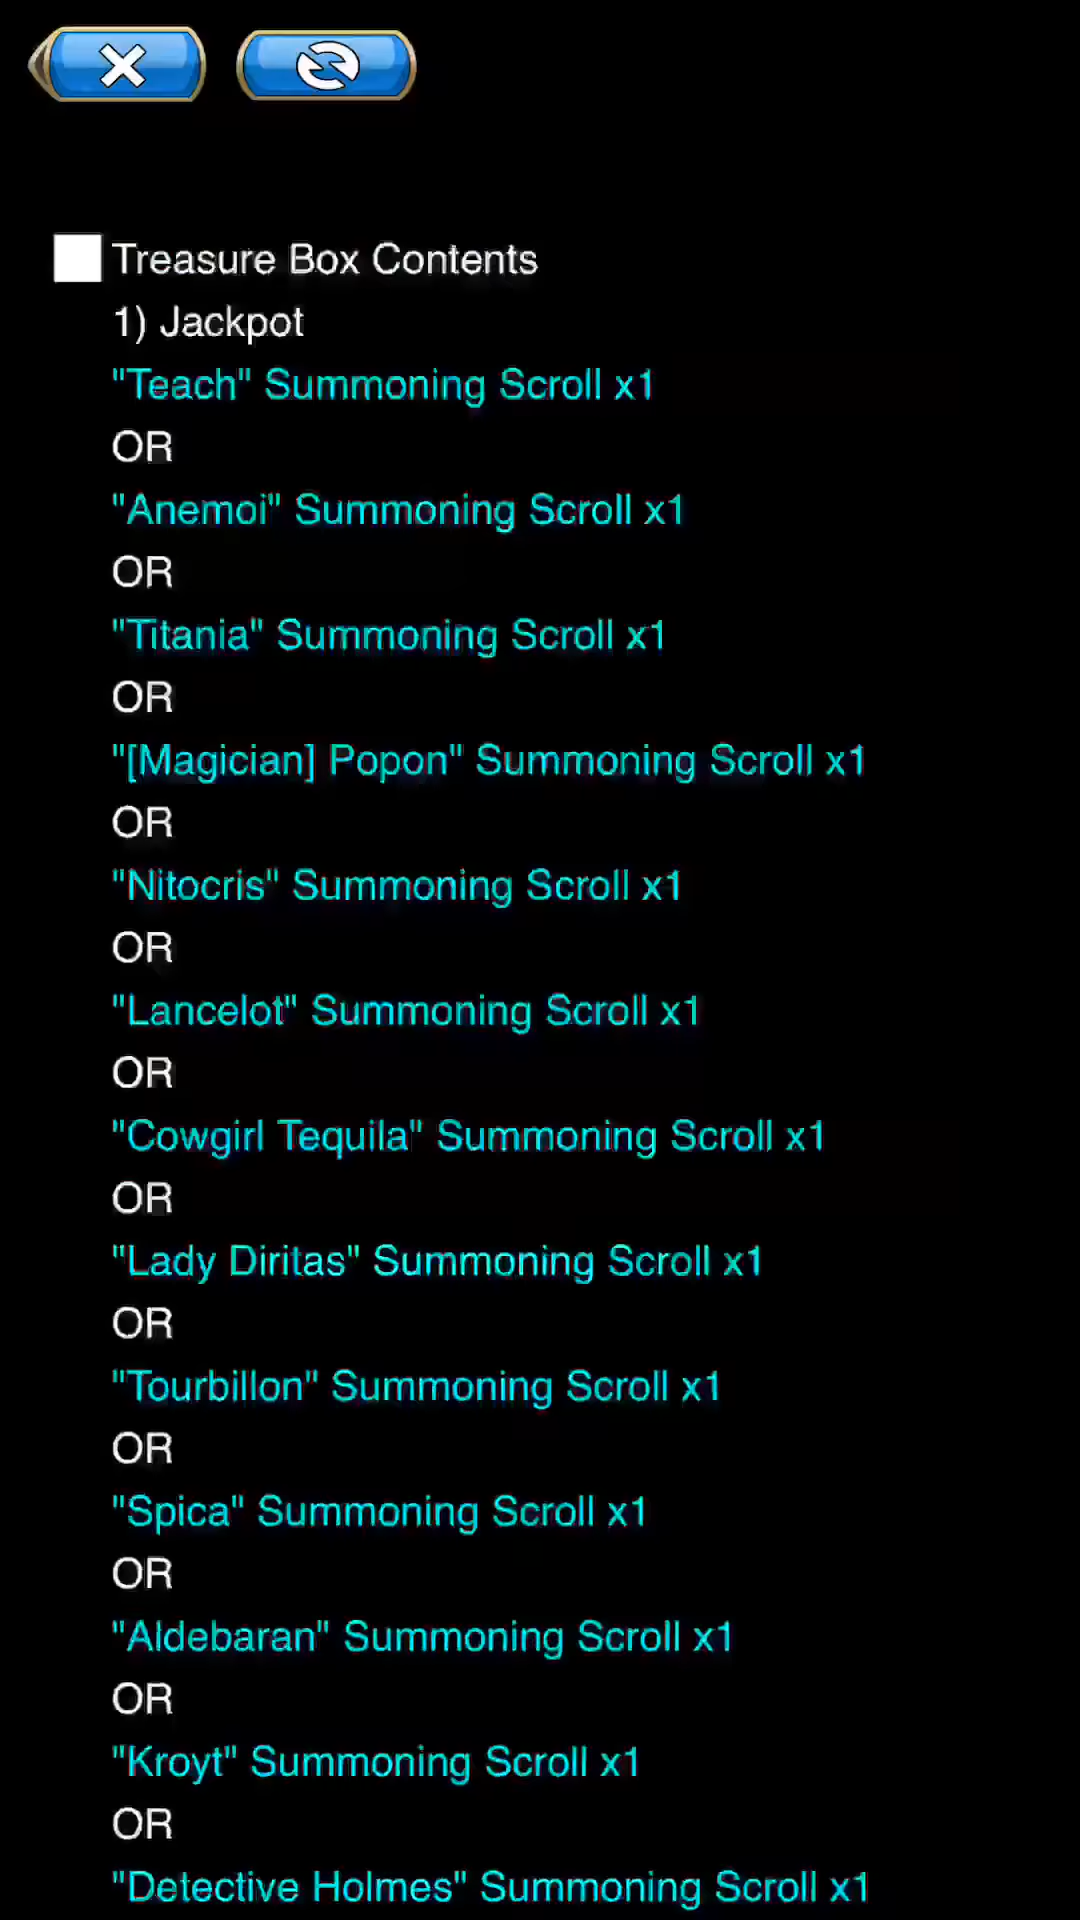 Treasure Box Contents
1) Jackpot
"Teach" Summoning Scroll x1
OR
"Anemoi" Summoning Scroll x1
OR
"Titania" Summoning Scroll x1
OR
"[Magician] Popon" Summoning Scroll x1
OR
"Nitocris" Summoning Scroll x1
OR
"Lancelot" Summoning Scroll x1
OR
"Cowgirl Tequila" Summoning Scroll x1
OR
"Lady Diritas" Summoning Scroll x1
OR
"Tourbillon" Summoning Scroll x1
OR
"Spica" Summoning Scroll x1
OR
"Aldebaran" Summoning Scroll x1
OR
"Kroyt" Summoning Scroll x1
OR
"Detective Holmes" Summoning Scroll x1